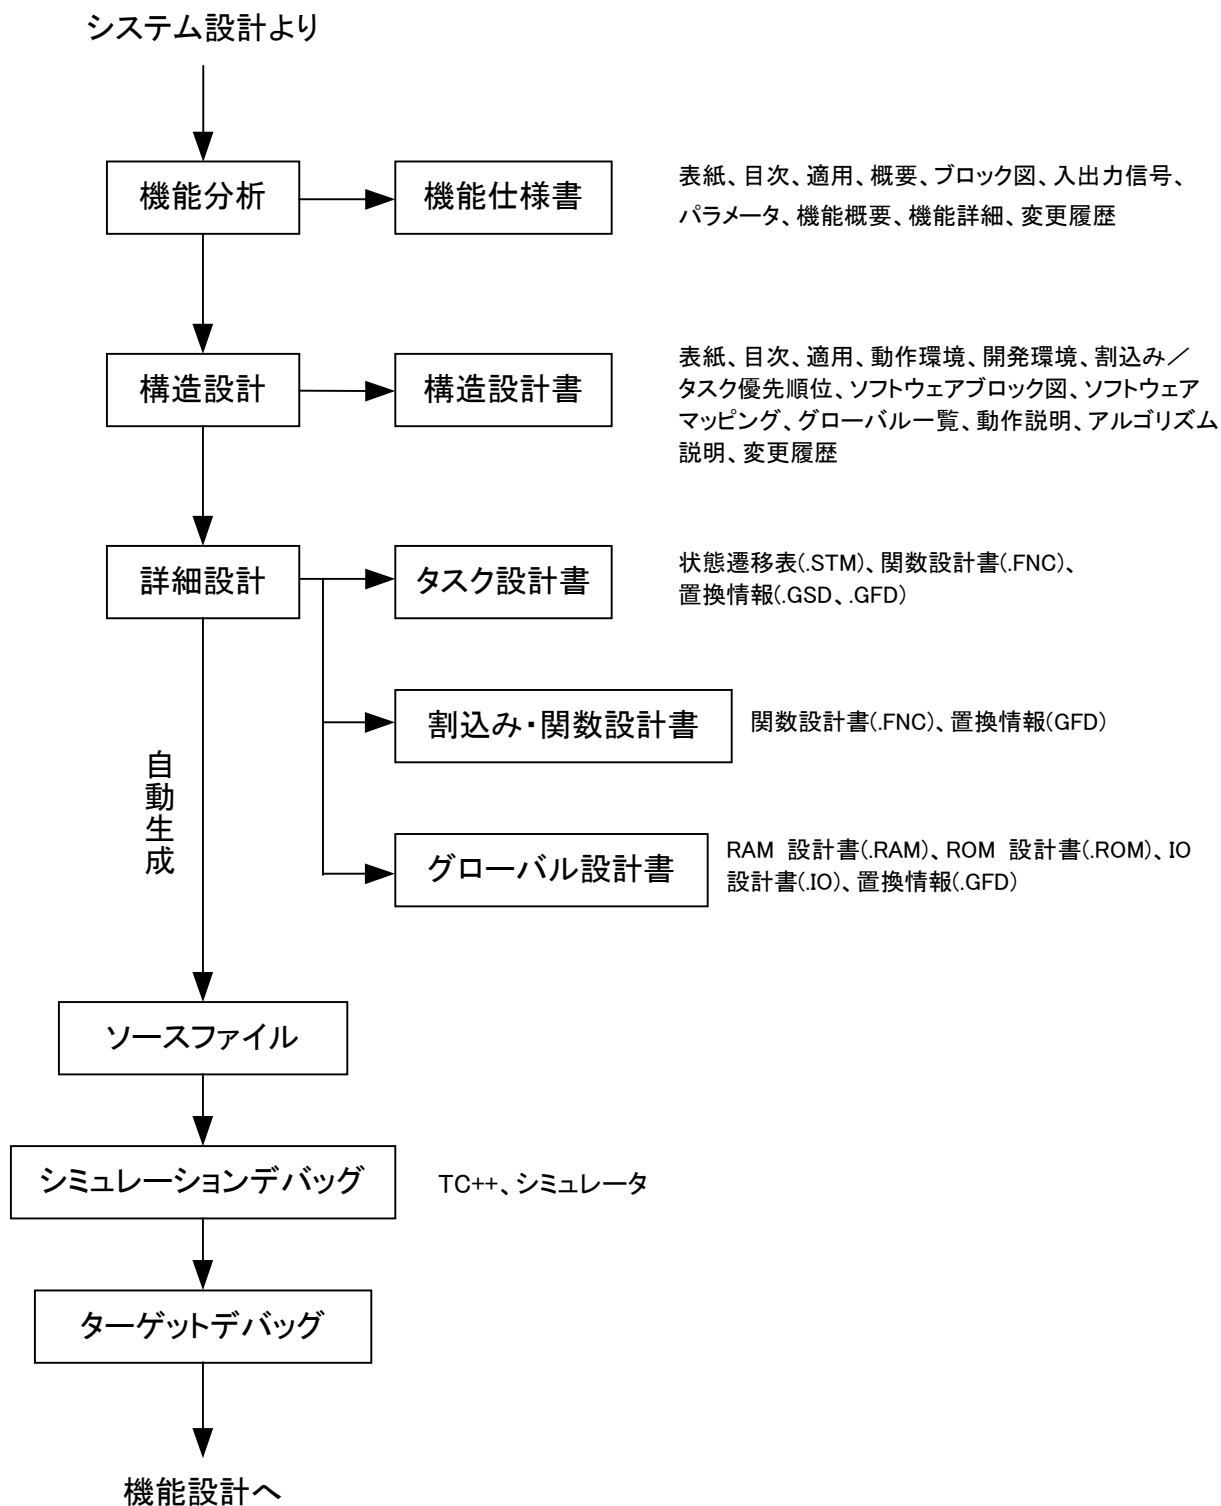 システム設計より
機能分析
機能仕様書
表紙、目次、適用、概要、ブロック図、入出力信号、
パラメータ、機能概要、機能詳細、変更履歴
構造設計
構造設計書
表紙、目次、適用、動作環境、開発環境、割込み／
タスク優先順位、ソフトウェアブロック図、ソフトウェア
マッピング、グローバル一覧、動作説明、アルゴリズム
説明、変更履歴
詳細設計
タスク設計書
状態遷移表(.STM)、関数設計書(.FNC)、
置換情報(.GSD、.GFD)
割込み・関数設計書
関数設計書(.FNC)、置換情報(GFD)
自動生成
グローバル設計書
RAM 設計書(.RAM)、ROM 設計書(.ROM)、IO
設計書(.IO)、置換情報(.GFD)
ソースファイル
シミュレーションデバッグ
TC++、シミュレータ
ターゲットデバッグ
機能設計へ